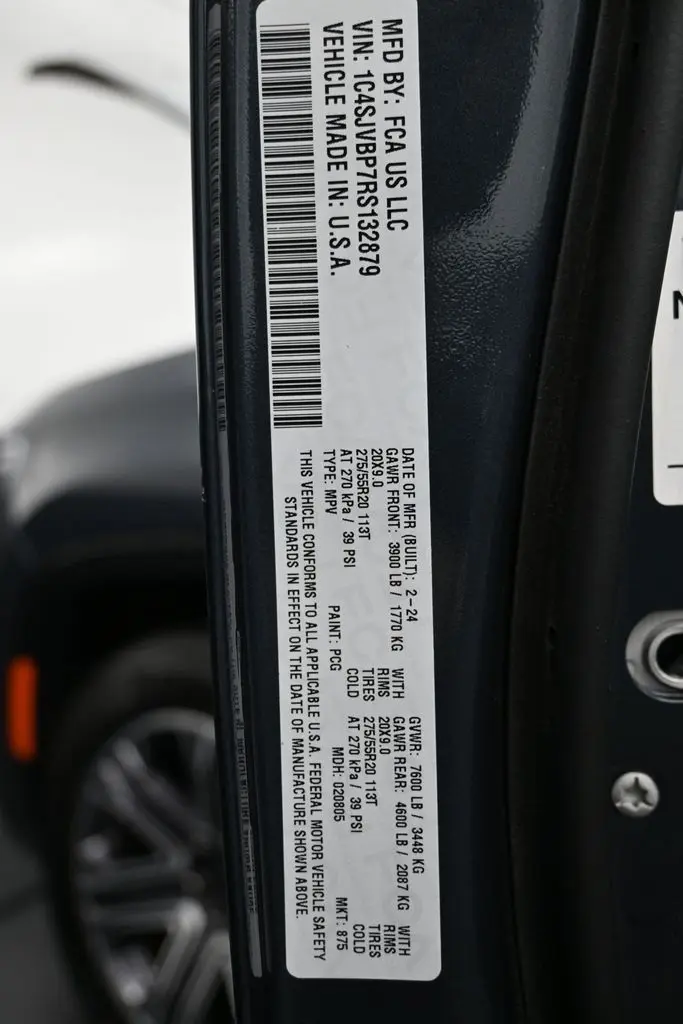 MFD BY: FCA US LLC
VIN: 1C4SJVBP7RS132879
VEHICLE MADE IN: U.S.A.
DATE OF MFR (BUILT): 2-24
GVWR: 7600 LB / 3448 KG
GAWR FRONT: 3900 LB / 1770 KG WITH
GAWR REAR: 4600 LB / 2087 KG WITH
20X9.0 RIMS
20X9.0 RIMS
275/55R20 113T TIRES
275/55R20 113T TIRES
AT 270 kPa / 39 PSI COLD
AT 270 kPa / 39 PSI COLD
TYPE: MPV PAINT: PCG MDH: 020805 MKT: 875
THIS VEHICLE CONFORMS TO ALL APPLICABLE U.S.A. FEDERAL MOTOR VEHICLE SAFETY
STANDARDS IN EFFECT ON THE DATE OF MANUFACTURE SHOWN ABOVE.